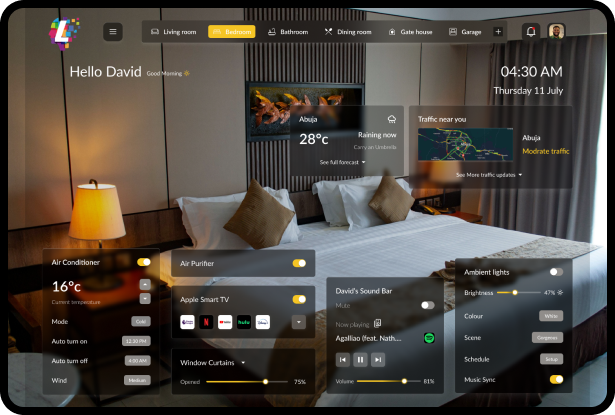 L
Living room
Bedroom
Bathroom
Dining room
Gate house
Garage
+
Hello David
Good Morning
04:30 AM
Thursday 11 July
Abuja
28°c
Raining now
Carry an Umbrella
See full forecast
Traffic near you
Abuja
Modrate traffic
See More traffic updates
Air Conditioner
16°c
Current temperature
Mode
Cold
Auto turn on
12:30 PM
Auto turn off
4:00 AM
Wind
Medium
Air Purifier
Apple Smart TV
N
YouTube
hulu
Disney+
Window Curtains
Opened
75%
David's Sound Bar
Mute
Now playing
Agalliao (feat. Nath...
Volume
81%
Ambient lights
Brightness
47%
Colour
White
Scene
Gorgeous
Schedule
Setup
Music Sync